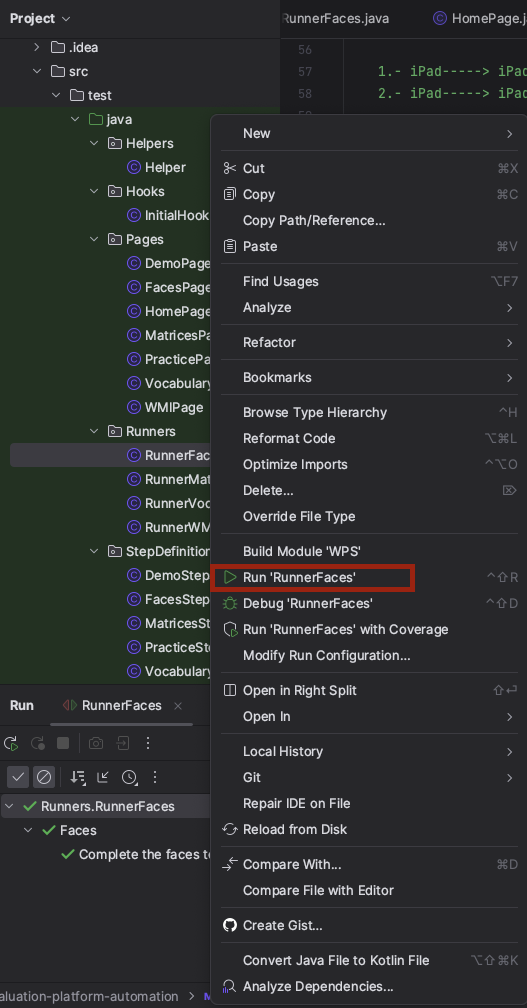 Project
RunnerFaces.java
HomePage.j
.idea
src
test
java
Helpers
Helper
Hooks
InitialHook
Pages
DemoPage
FacesPage
HomePage
MatricesPa
PracticePa
Vocabulary
WMIPage
Runners
RunnerFac
RunnerMat
RunnerVoc
RunnerWM
StepDefinition
DemoStep
FacesStep
MatricesSt
PracticeSte
Vocabulary
56
57 1.- iPad-----> iPad
58 2.- iPad-----> iPad
59
New
Cut ⌘X
Copy ⌘C
Copy Path/Reference...
Paste ⌘V
Find Usages ⌥F7
Analyze
Refactor
Bookmarks
Browse Type Hierarchy ^H
Reformat Code ⌥⌘L
Optimize Imports ^⌥O
Delete... ⌦
Override File Type
Build Module 'WPS'
Run 'RunnerFaces' ^⇧R
Debug 'RunnerFaces' ^⇧D
Run 'RunnerFaces' with Coverage
Modify Run Configuration...
Open in Right Split ⇧⏎
Open In
Local History
Git
Repair IDE on File
Reload from Disk
Compare With... ⌘D
Compare File with Editor
Create Gist...
Convert Java File to Kotlin File ⌥⇧⌘K
Analyze Dependencies...
Run RunnerFaces
Runners.RunnerFaces
Faces
Complete the faces te
aluation-platform-automation